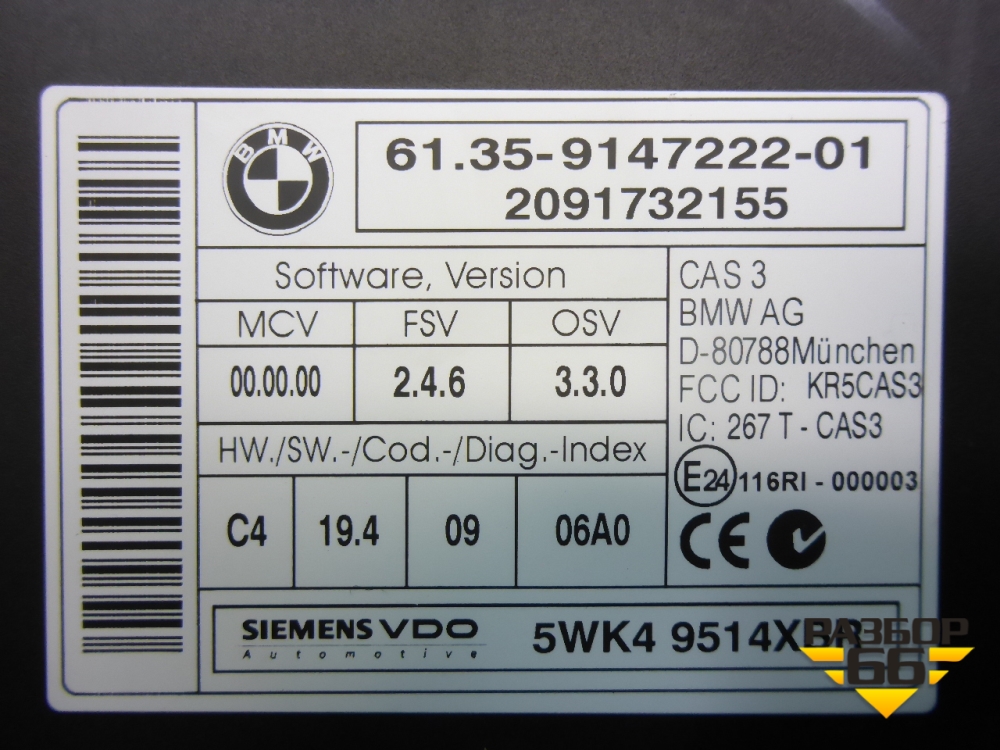 BMW
61.35-9147222-01
2091732155
Software, Version
MCV FSV OSV
00.00.00 2.4.6 3.3.0
HW./SW.-/Cod.-/Diag.-Index
C4 19.4 09 06A0
CAS 3
BMW AG
D-80788München
FCC ID: KR5CAS3
IC: 267 T - CAS3
E24 116RI - 000003
CE
SIEMENS VDO
Automotive
5WK4 9514XBR
РАЗБОР
66